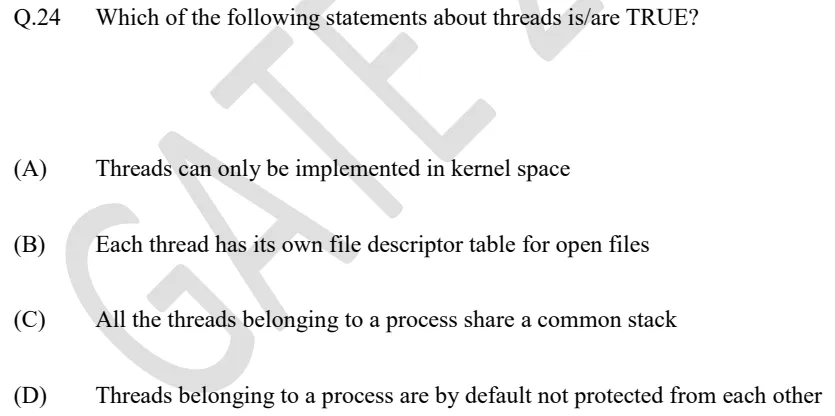 Q.24 Which of the following statements about threads is/are TRUE?
(A) Threads can only be implemented in kernel space
(B) Each thread has its own file descriptor table for open files
(C) All the threads belonging to a process share a common stack
(D) Threads belonging to a process are by default not protected from each other
GATE 2